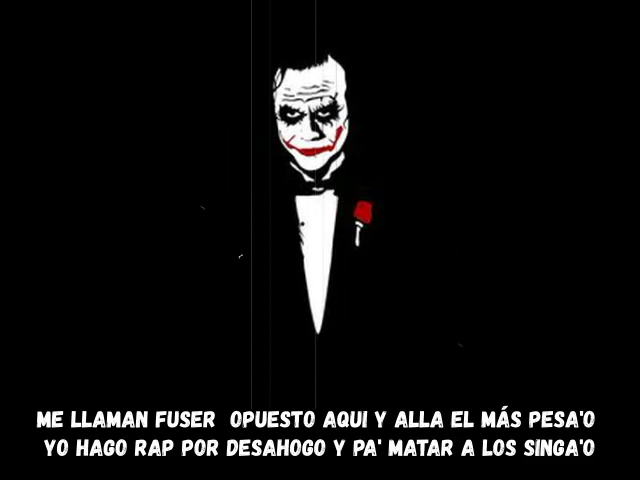 ME LLAMAN FUSER OPUESTO AQUI Y ALLA EL MÁS PESA'O
YO HAGO RAP POR DESAHOGO Y PA' MATAR A LOS SINGA'O